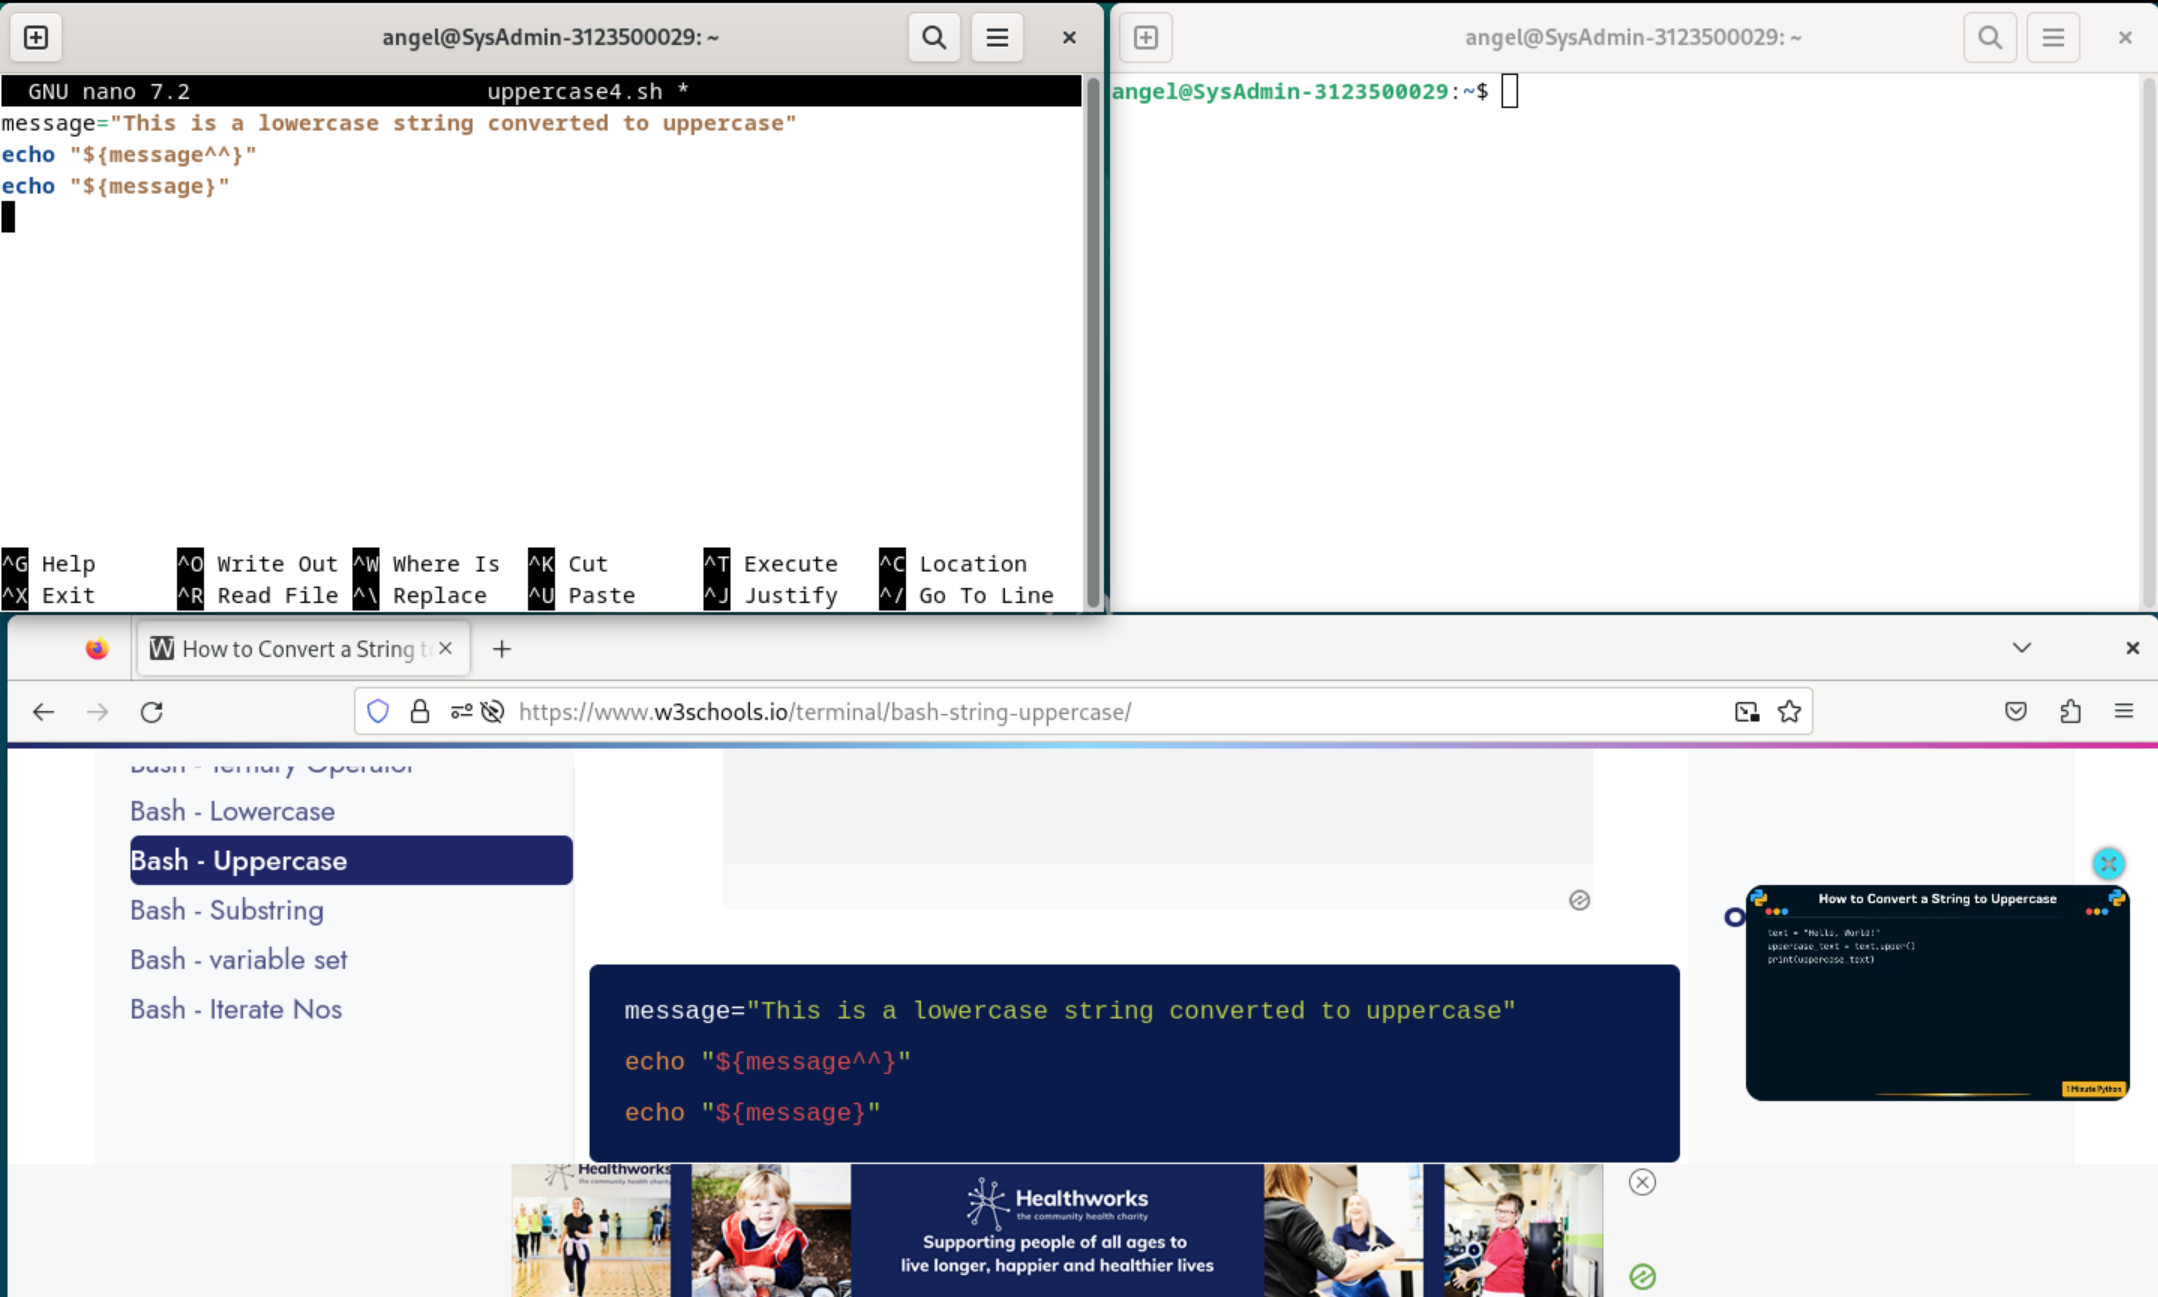 angel@SysAdmin-3123500029: ~
GNU nano 7.2 uppercase4.sh *
message="This is a lowercase string converted to uppercase"
echo "${message^^}"
echo "${message}"
^G Help ^O Write Out ^W Where Is ^K Cut ^T Execute ^C Location
^X Exit ^R Read File ^\ Replace ^U Paste ^J Justify ^/ Go To Line
angel@SysAdmin-3123500029: ~
angel@SysAdmin-3123500029:~$
How to Convert a String to
https://www.w3schools.io/terminal/bash-string-uppercase/
Bash - Ternary Operator
Bash - Lowercase
Bash - Uppercase
Bash - Substring
Bash - variable set
Bash - Iterate Nos
message="This is a lowercase string converted to uppercase"
echo "${message^^}"
echo "${message}"
How to Convert a String to Uppercase
text = "Hello, World!"
uppercase_text = text.upper()
print(uppercase_text)
1 Minute Python
Healthworks
the community health charity
Healthworks
the community health charity
Supporting people of all ages to
live longer, happier and healthier lives